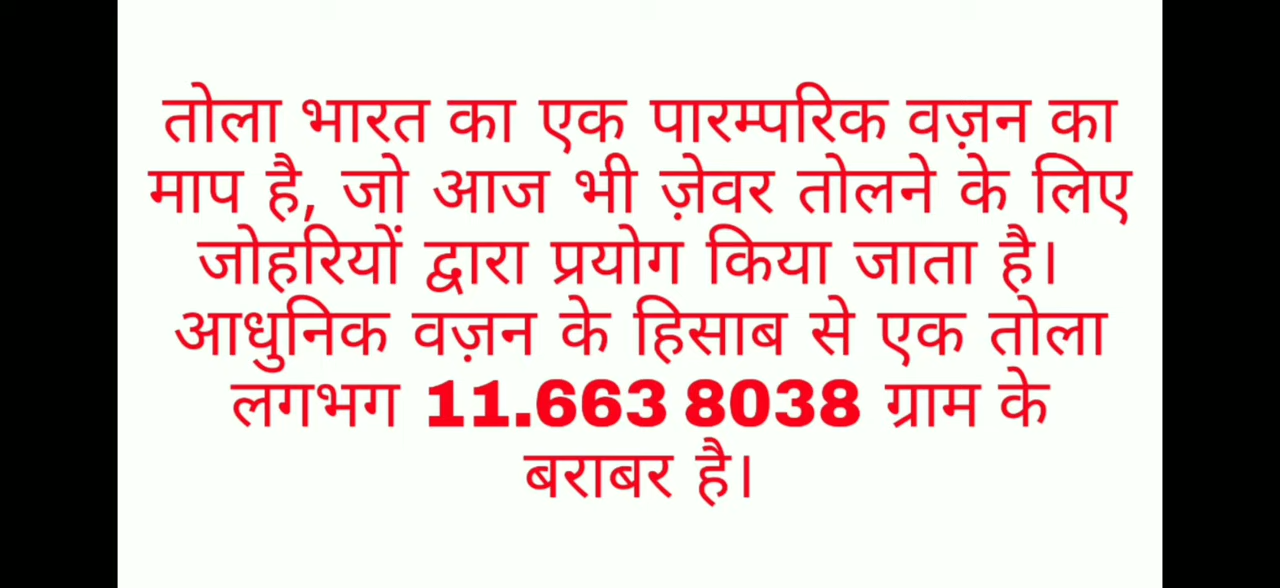 तोला भारत का एक पारम्परिक वज़न का
माप है, जो आज भी ज़ेवर तोलने के लिए
जोहरियों द्वारा प्रयोग किया जाता है।
आधुनिक वज़न के हिसाब से एक तोला
लगभग 11.663 8038 ग्राम के
बराबर है।